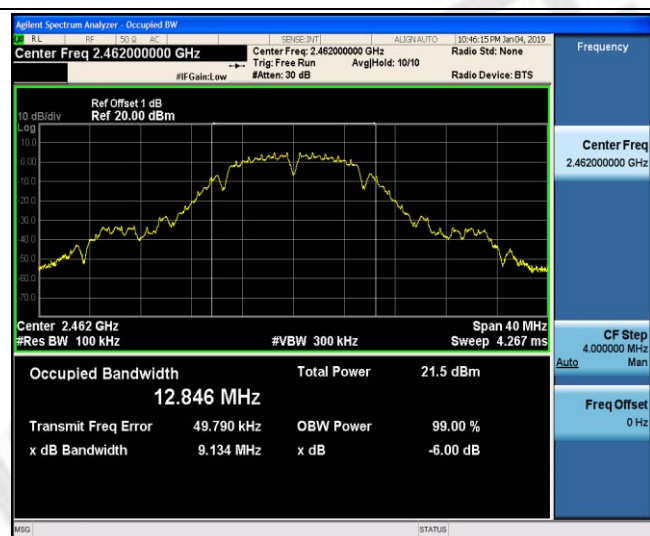 Agilent Spectrum Analyzer - Occupied BW
RL RF 50 Ω AC SENSE:INT ALIGNAUTO 10:46:15 PM Jan 04, 2019
Center Freq 2.462000000 GHz
Center Freq: 2.462000000 GHz
Radio Std: None
Trig: Free Run Avg|Hold: 10/10
#IFGain:Low
#Atten: 30 dB
Radio Device: BTS
Ref Offset 1 dB
10 dB/div Ref 20.00 dBm
Log
10.0
0.00
-10.0
-20.0
-30.0
-40.0
-50.0
-60.0
-70.0
Center 2.462 GHz Span 40 MHz
#Res BW 100 kHz #VBW 300 kHz Sweep 4.267 ms
Occupied Bandwidth Total Power 21.5 dBm
12.846 MHz
Transmit Freq Error 49.790 kHz OBW Power 99.00 %
x dB Bandwidth 9.134 MHz x dB -6.00 dB
MSG STATUS
Frequency
Center Freq
2.462000000 GHz
CF Step
4.000000 MHz
Auto Man
Freq Offset
0 Hz